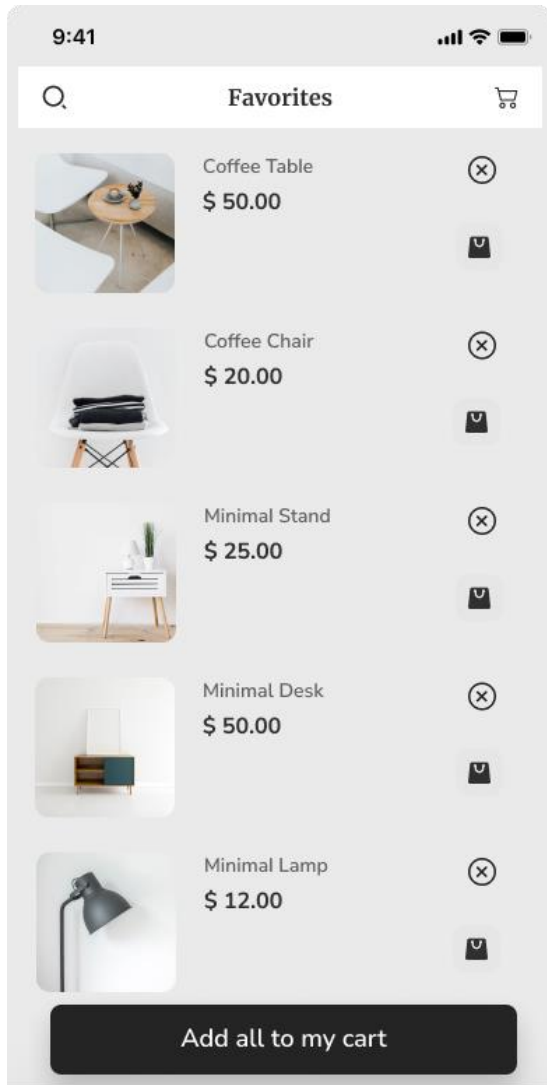 9:41
Favorites
Coffee Table
$ 50.00
Coffee Chair
$ 20.00
Minimal Stand
$ 25.00
Minimal Desk
$ 50.00
Minimal Lamp
$ 12.00
Add all to my cart